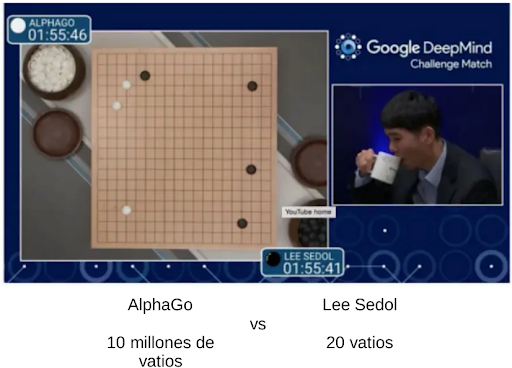 ALPHAGO
01:55:46
Google DeepMind
Challenge Match
YouTube home
LEE SEDOL
01:55:41
AlphaGo
10 millones de
vatios
vs
Lee Sedol
20 vatios